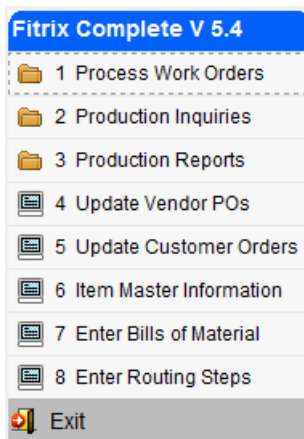 Fitrix Complete V 5.4
1 Process Work Orders
2 Production Inquiries
3 Production Reports
4 Update Vendor POs
5 Update Customer Orders
6 Item Master Information
7 Enter Bills of Material
8 Enter Routing Steps
Exit